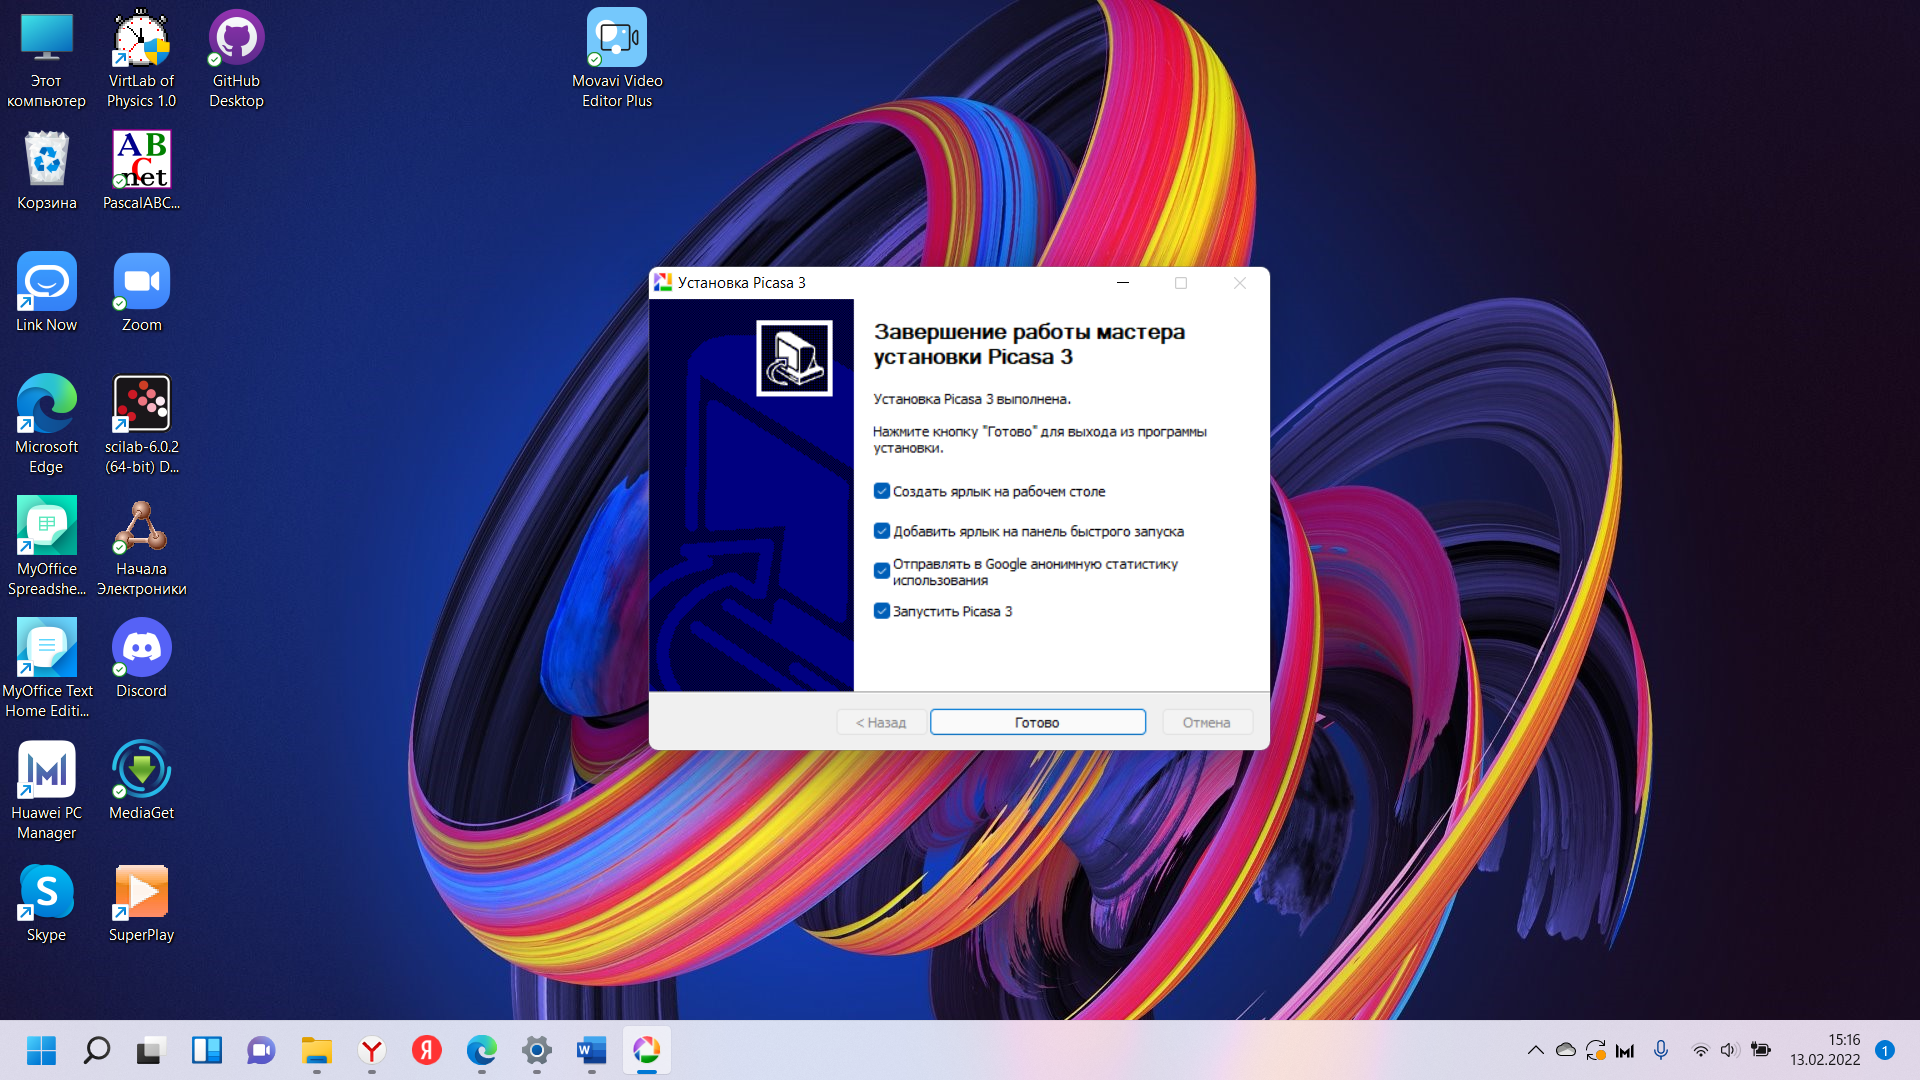 Этот
компьютер
VirtLab of
Physics 1.0
GitHub
Desktop
Movavi Video
Editor Plus
Корзина
A B
C
net
PascalABC...
Link Now
Zoom
Microsoft
Edge
scilab-6.0.2
(64-bit) D...
MyOffice
Spreadshe...
Начала
Электроники
MyOffice Text
Home Editi...
Discord
Huawei PC
Manager
MediaGet
S
Skype
SuperPlay
Установка Picasa 3
Завершение работы мастера
установки Picasa 3
Установка Picasa 3 выполнена.
Нажмите кнопку "Готово" для выхода из программы
установки.
Создать ярлык на рабочем столе
Добавить ярлык на панель быстрого запуска
Отправлять в Google анонимную статистику
использования
Запустить Picasa 3
< Назад
Готово
Отмена
Я
W
15:16
13.02.2022
1